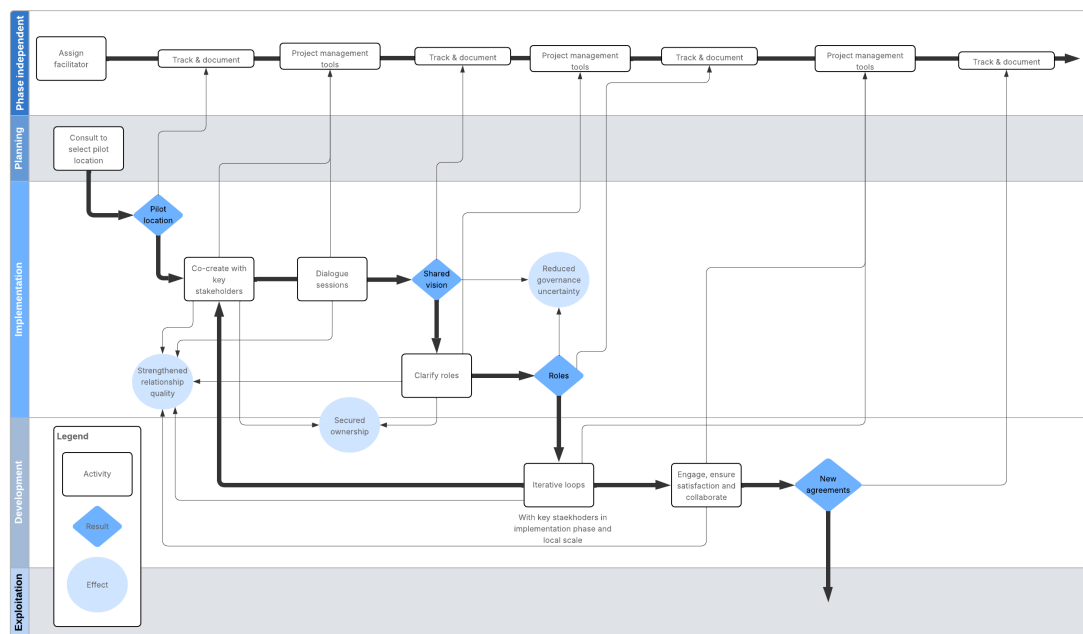 Phase independent
Assign
facilitator
Track & document
Project management
tools
Track & document
Project management
tools
Track & document
Project management
tools
Track & document
Planning
Consult to
select pilot
location
Implementation
Pilot
location
Co-create with
key
stakeholders
Dialogue
sessions
Shared
vision
Reduced
governance
uncertainty
Strengthened
relationship
quality
Clarify roles
Roles
Secured
ownership
Development
Legend
Activity
Result
Effect
Iterative loops
With key staekhoders in
implementation phase and
local scale
Engage, ensure
satisfaction and
collaborate
New
agreements
Exploitation